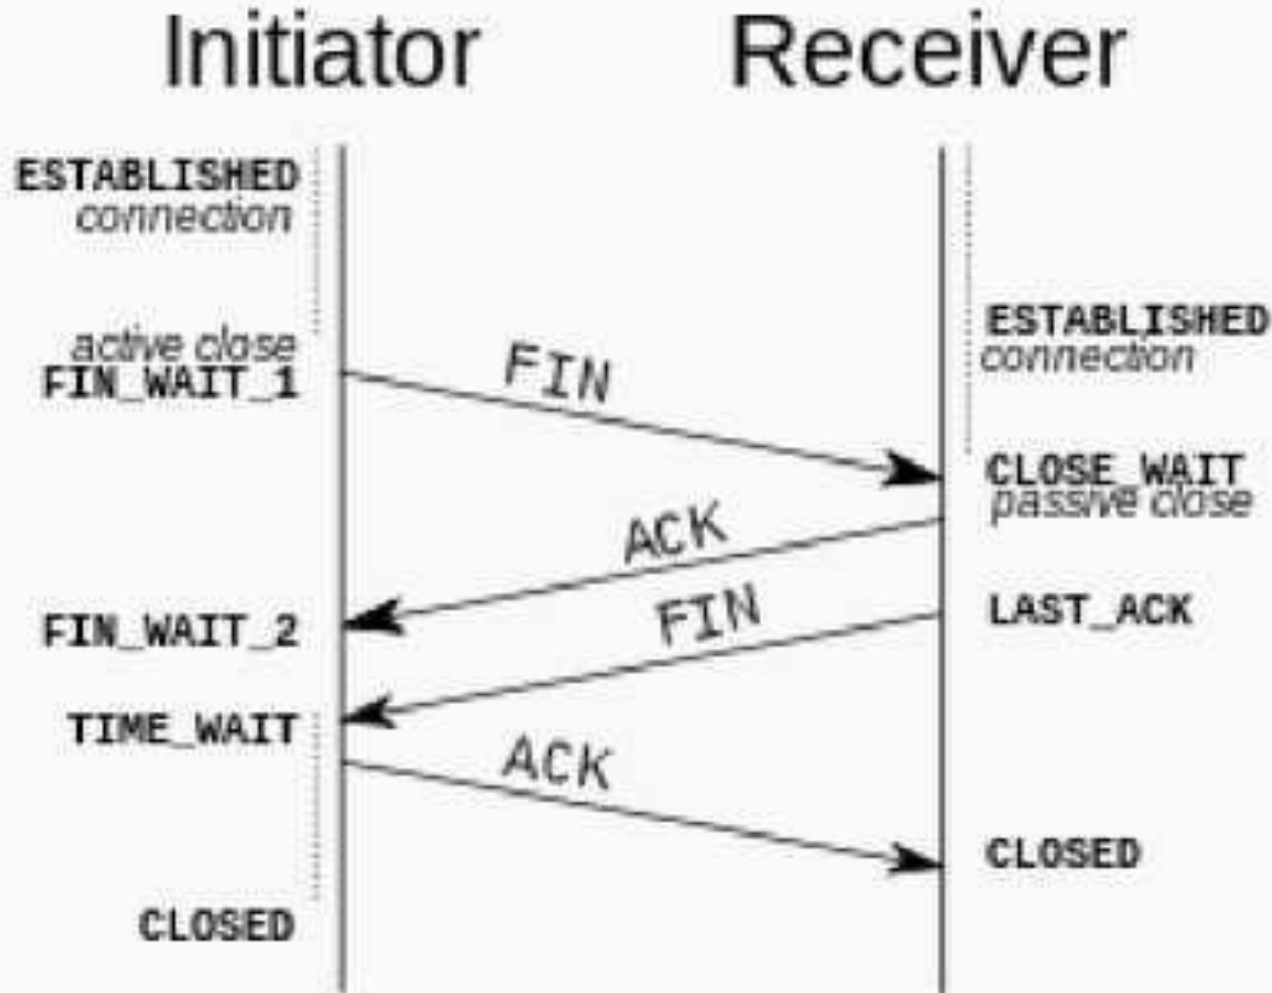 Initiator
Receiver
ESTABLISHED
connection
active close
FIN_WAIT_1
FIN
ESTABLISHED
connection
CLOSE_WAIT
passive close
ACK
FIN_WAIT_2
FIN
LAST_ACK
TIME_WAIT
ACK
CLOSED
CLOSED